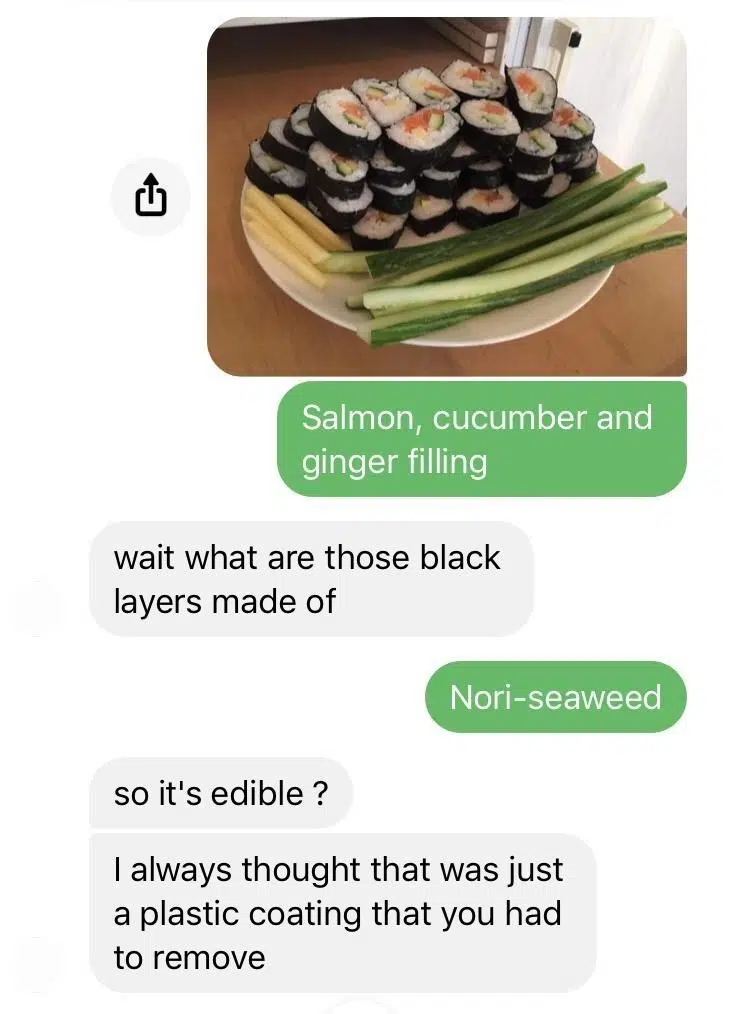 Salmon, cucumber and
ginger filling
wait what are those black
layers made of
Nori-seaweed
so it's edible ?
I always thought that was just
a plastic coating that you had
to remove